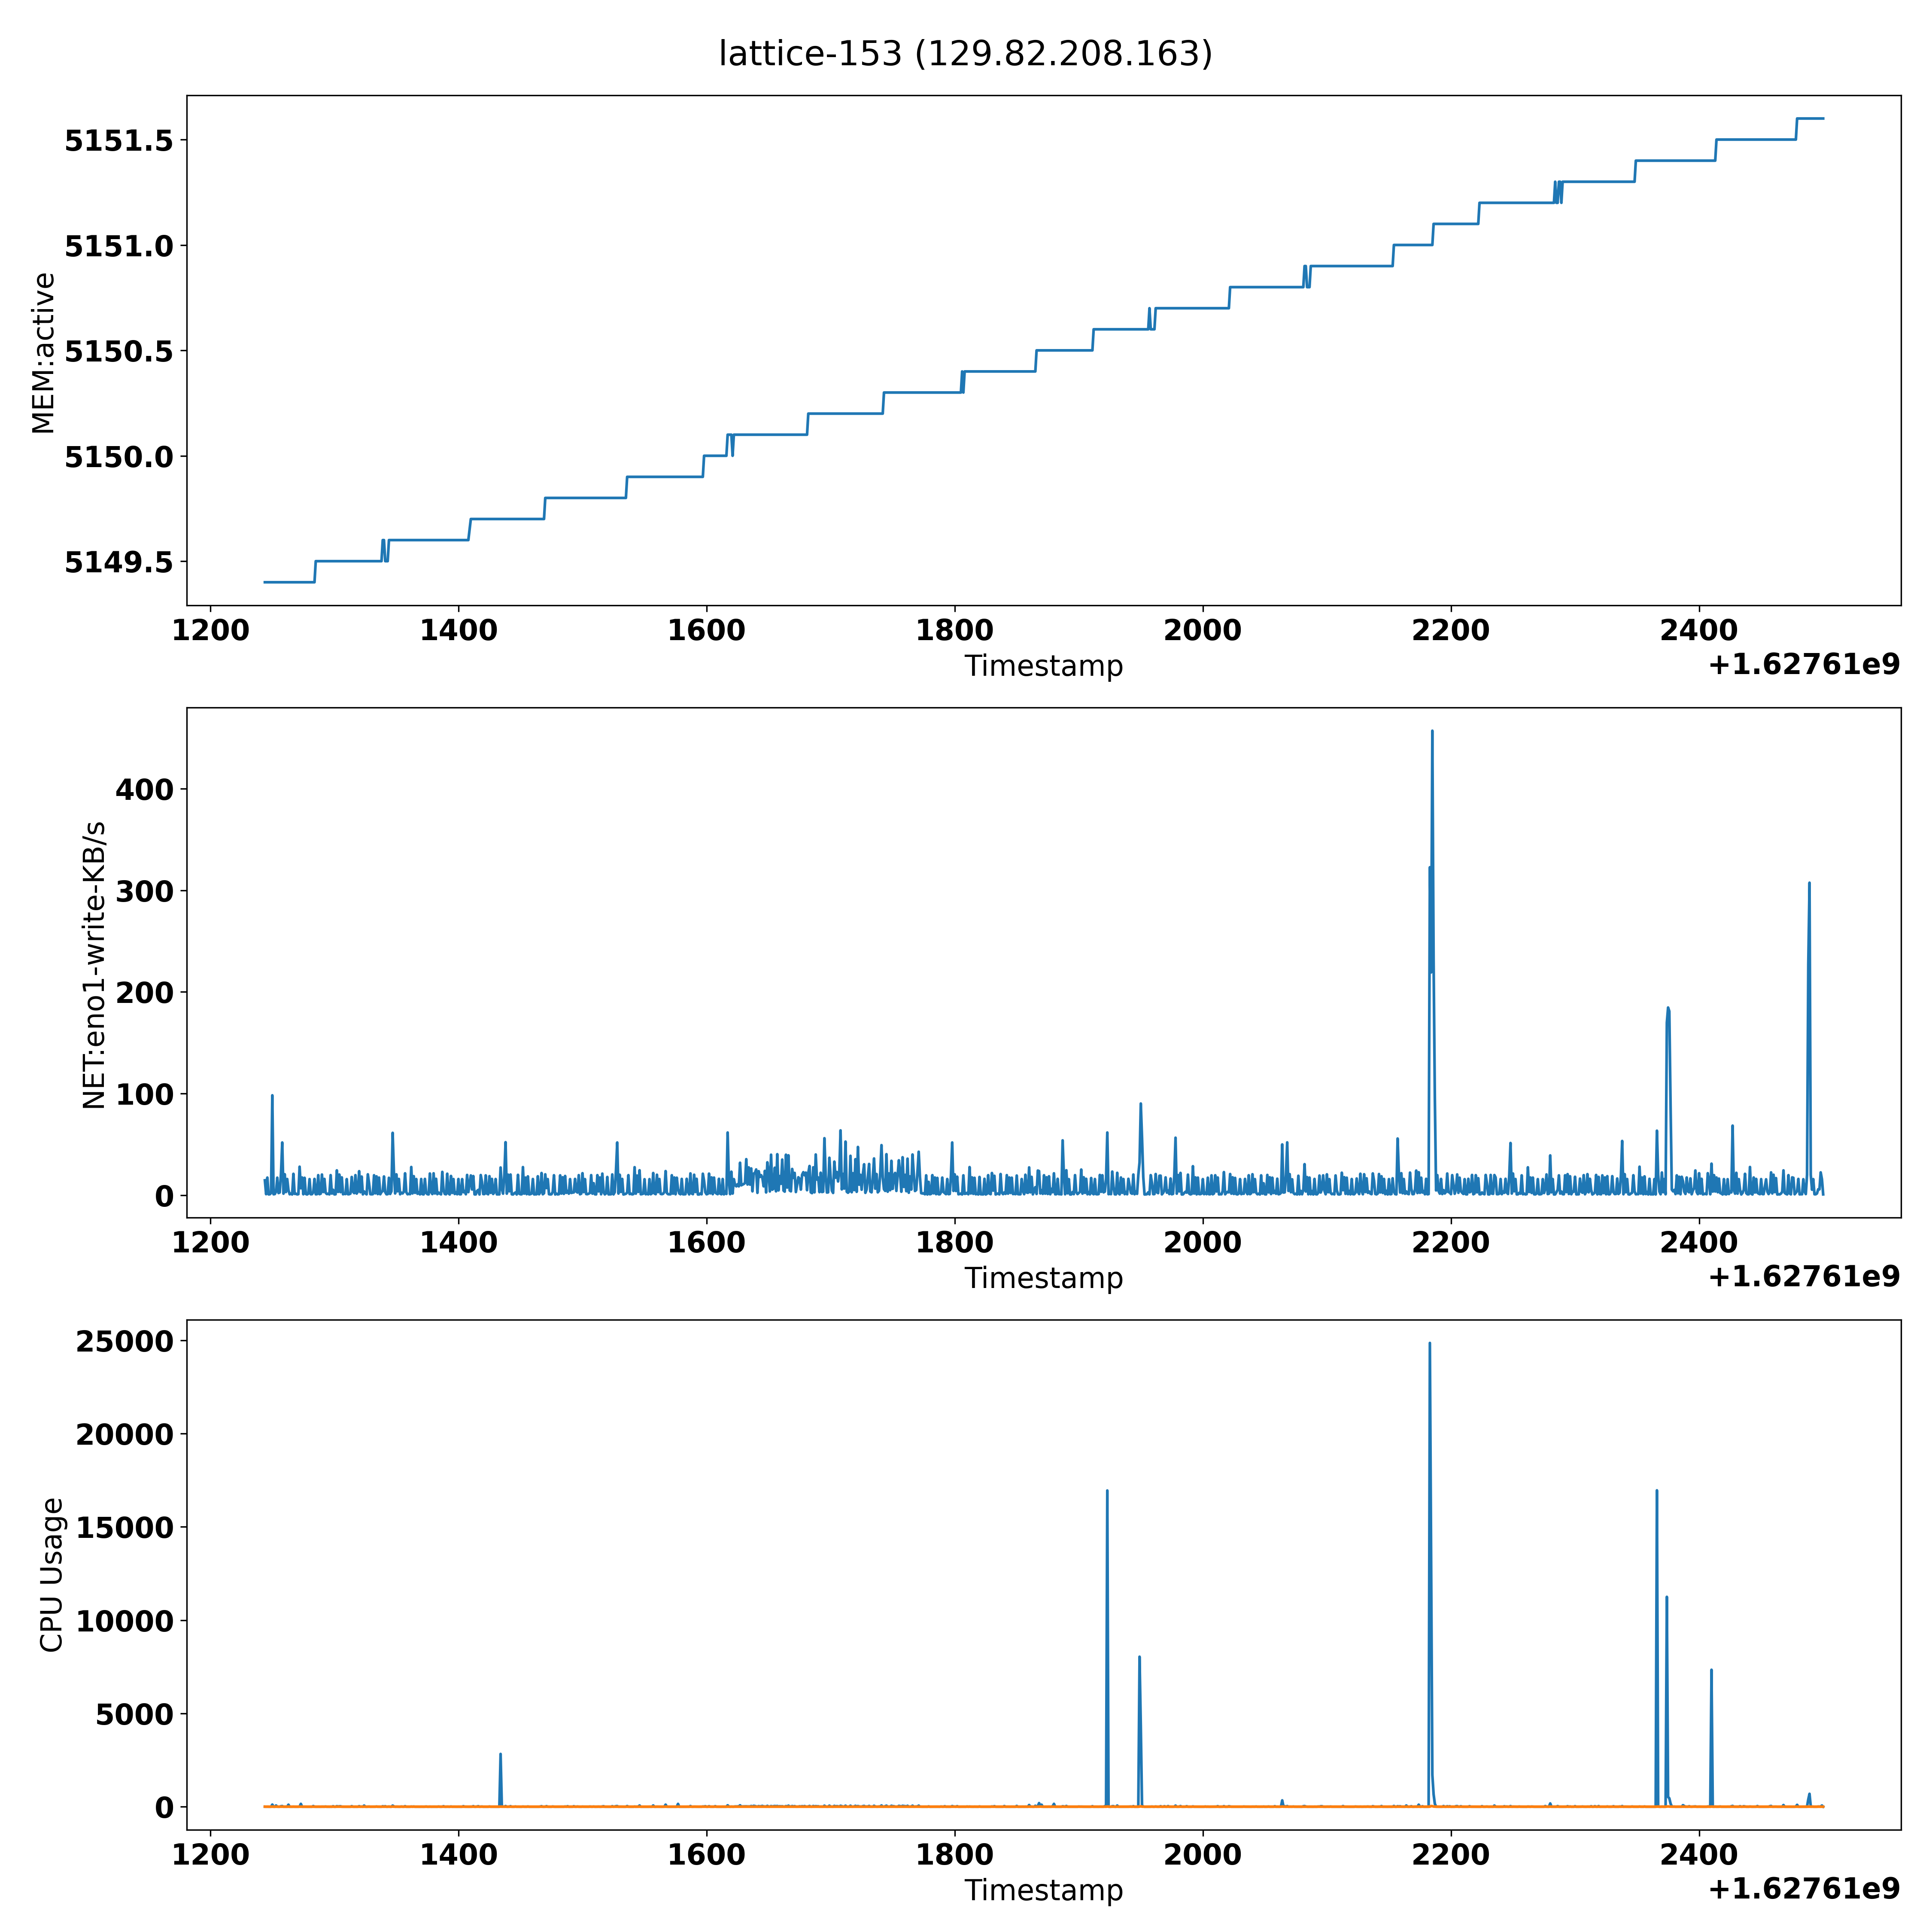 lattice-153 (129.82.208.163)
MEM:active
5151.5
5151.0
5150.5
5150.0
5149.5
1200 1400 1600 1800 2000 2200 2400
Timestamp
+1.62761e9
NET:eno1-write-KB/s
400
300
200
100
0
1200 1400 1600 1800 2000 2200 2400
Timestamp
+1.62761e9
CPU Usage
25000
20000
15000
10000
5000
0
1200 1400 1600 1800 2000 2200 2400
Timestamp
+1.62761e9